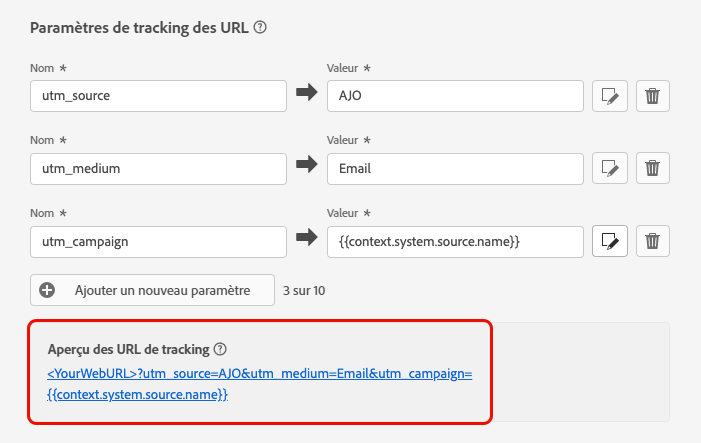 Paramètres de tracking des URL
Nom * Valeur *
utm_source AJO
Nom * Valeur *
utm_medium Email
Nom * Valeur *
utm_campaign {{context.system.source.name}}
Ajouter un nouveau paramètre 3 sur 10
Aperçu des URL de tracking
<YourWebURL>?utm_source=AJO&utm_medium=Email&utm_campaign=
{{context.system.source.name}}